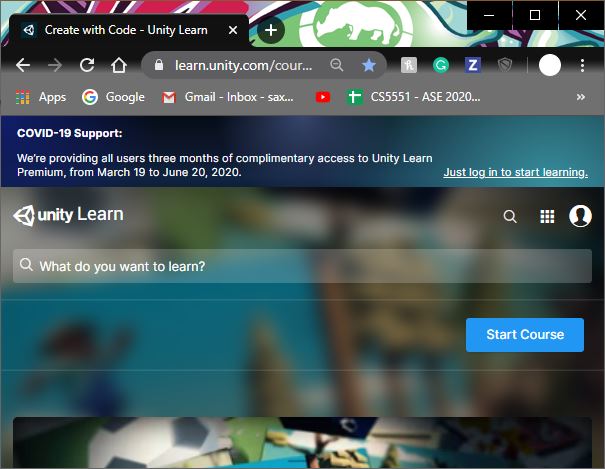 Create with Code - Unity Learn
learn.unity.com/cour...
Apps
Google
Gmail - Inbox - sax...
CS5551 - ASE 2020...
COVID-19 Support:
We're providing all users three months of complimentary access to Unity Learn
Premium, from March 19 to June 20, 2020.
Just log in to start learning.
unity Learn
What do you want to learn?
Start Course